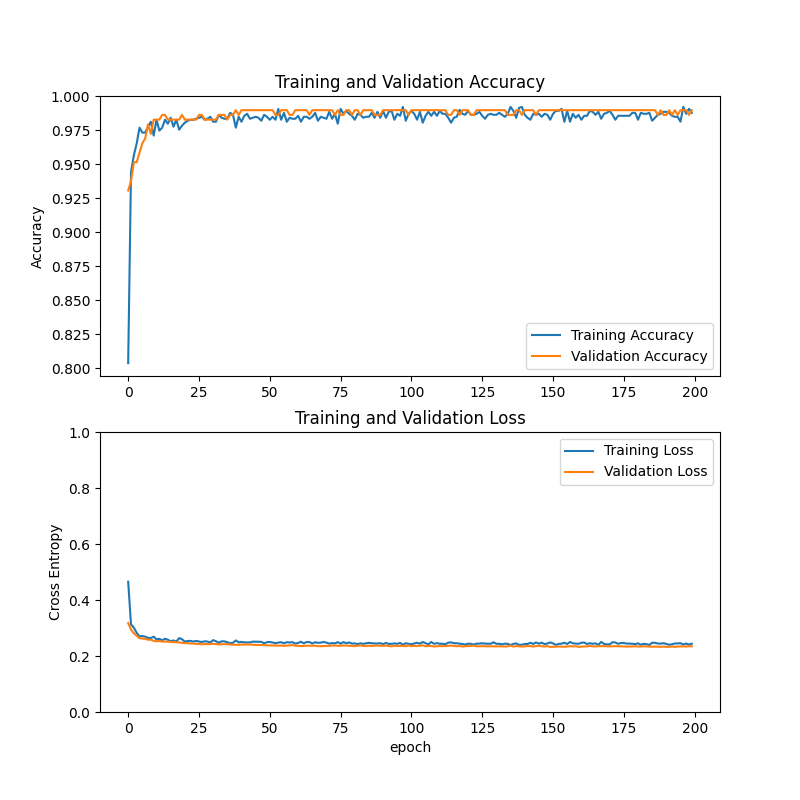 Training and Validation Accuracy
1.000
0.975
0.950
0.925
0.900
0.875
0.850
0.825
0.800
Accuracy
Training Accuracy
Validation Accuracy
0 25 50 75 100 125 150 175 200
Training and Validation Loss
1.0
0.8
0.6
0.4
0.2
0.0
Cross Entropy
Training Loss
Validation Loss
0 25 50 75 100 125 150 175 200
epoch